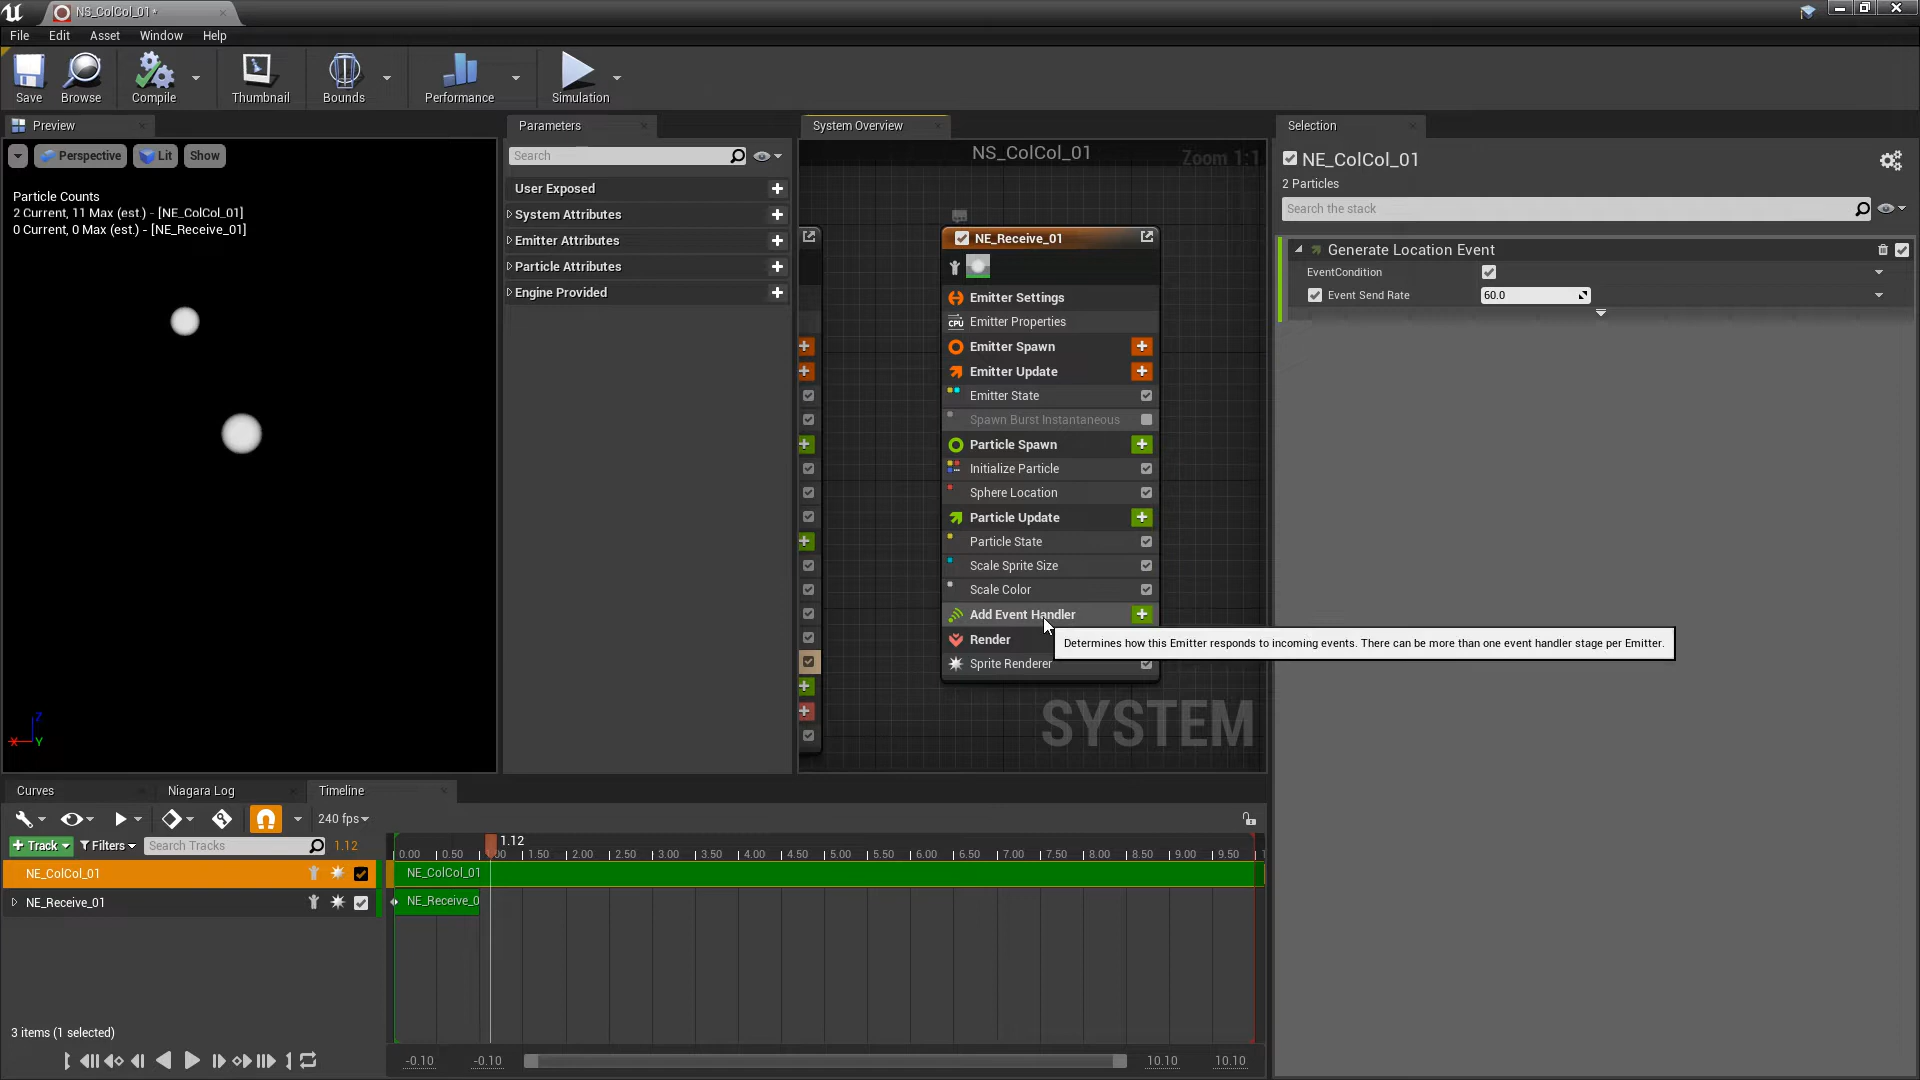 NS_ColCol_01*
File Edit Asset Window Help
Save Browse Compile Thumbnail Bounds Performance Simulation
Preview
Perspective Lit Show
Particle Counts
2 Current, 11 Max (est.) - [NE_ColCol_01]
0 Current, 0 Max (est.) - [NE_Receive_01]
Z
X Y
Parameters
Search
User Exposed
System Attributes
Emitter Attributes
Particle Attributes
Engine Provided
System Overview
NS_ColCol_01
Zoom 1:1
NE_Receive_01
Emitter Settings
CPU Emitter Properties
Emitter Spawn
Emitter Update
Emitter State
Spawn Burst Instantaneous
Particle Spawn
Initialize Particle
Sphere Location
Particle Update
Particle State
Scale Sprite Size
Scale Color
Add Event Handler
Render
Sprite Renderer
Determines how this Emitter responds to incoming events. There can be more than one event handler stage per Emitter.
SYSTEM
Selection
NE_ColCol_01
2 Particles
Search the stack
Generate Location Event
EventCondition
Event Send Rate 60.0
Curves Niagara Log Timeline
240 fps
+ Track Filters Search Tracks 1.12
1.12
0.00 0.50 1.50 2.00 2.50 3.00 3.50 4.00 4.50 5.00 5.50 6.00 6.50 7.00 7.50 8.00 8.50 9.00 9.50
NE_ColCol_01 NE_ColCol_01
NE_Receive_01 NE_Receive_0
3 items (1 selected)
-0.10 -0.10 10.10 10.10